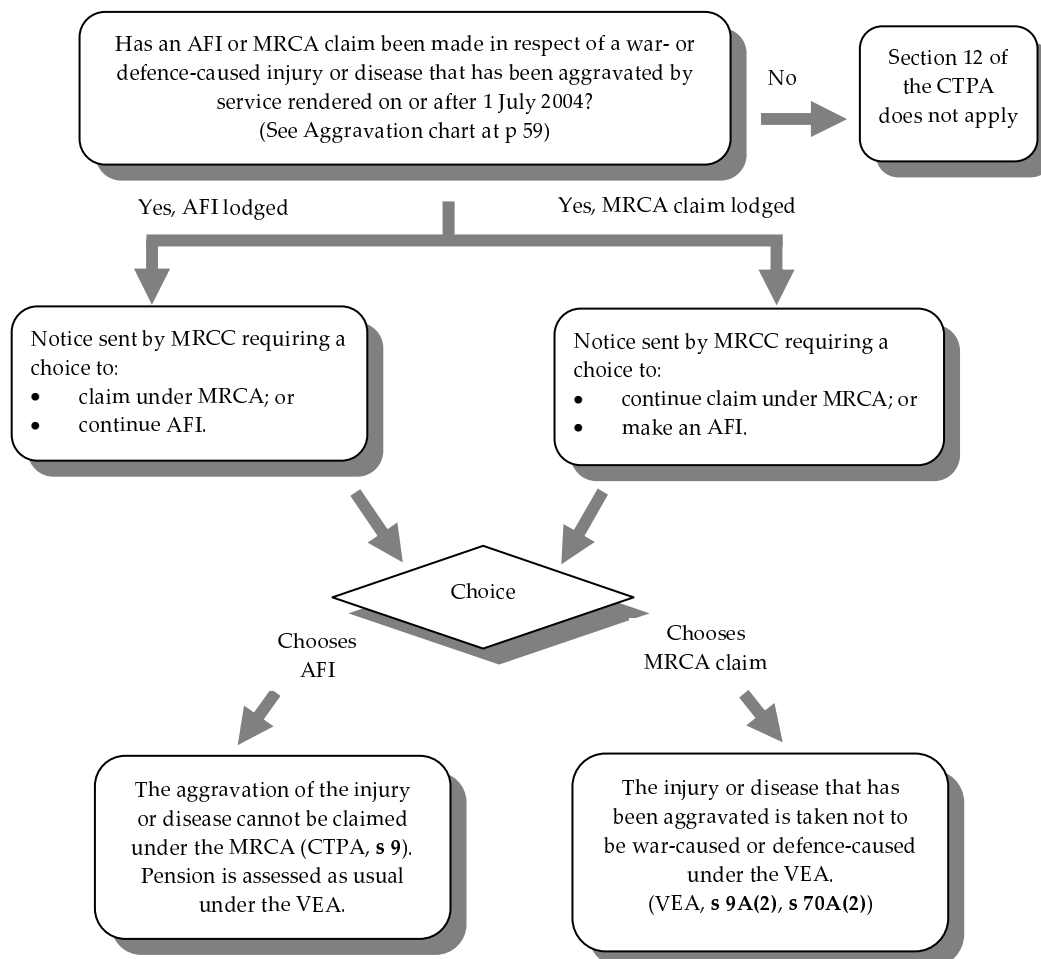 Has an AFI or MRCA claim been made in respect of a war- or
defence-caused injury or disease that has been aggravated by
service rendered on or after 1 July 2004?
(See Aggravation chart at p 59)
No
Section 12 of
the CTPA
does not apply
Yes, AFI lodged
Yes, MRCA claim lodged
Notice sent by MRCC requiring a
choice to:
• claim under MRCA; or
• continue AFI.
Notice sent by MRCC requiring a
choice to:
• continue claim under MRCA; or
• make an AFI.
Choice
Chooses
AFI
Chooses
MRCA claim
The aggravation of the injury
or disease cannot be claimed
under the MRCA (CTPA, s 9).
Pension is assessed as usual
under the VEA.
The injury or disease that has
been aggravated is taken not to
be war-caused or defence-caused
under the VEA.
(VEA, s 9A(2), s 70A(2))